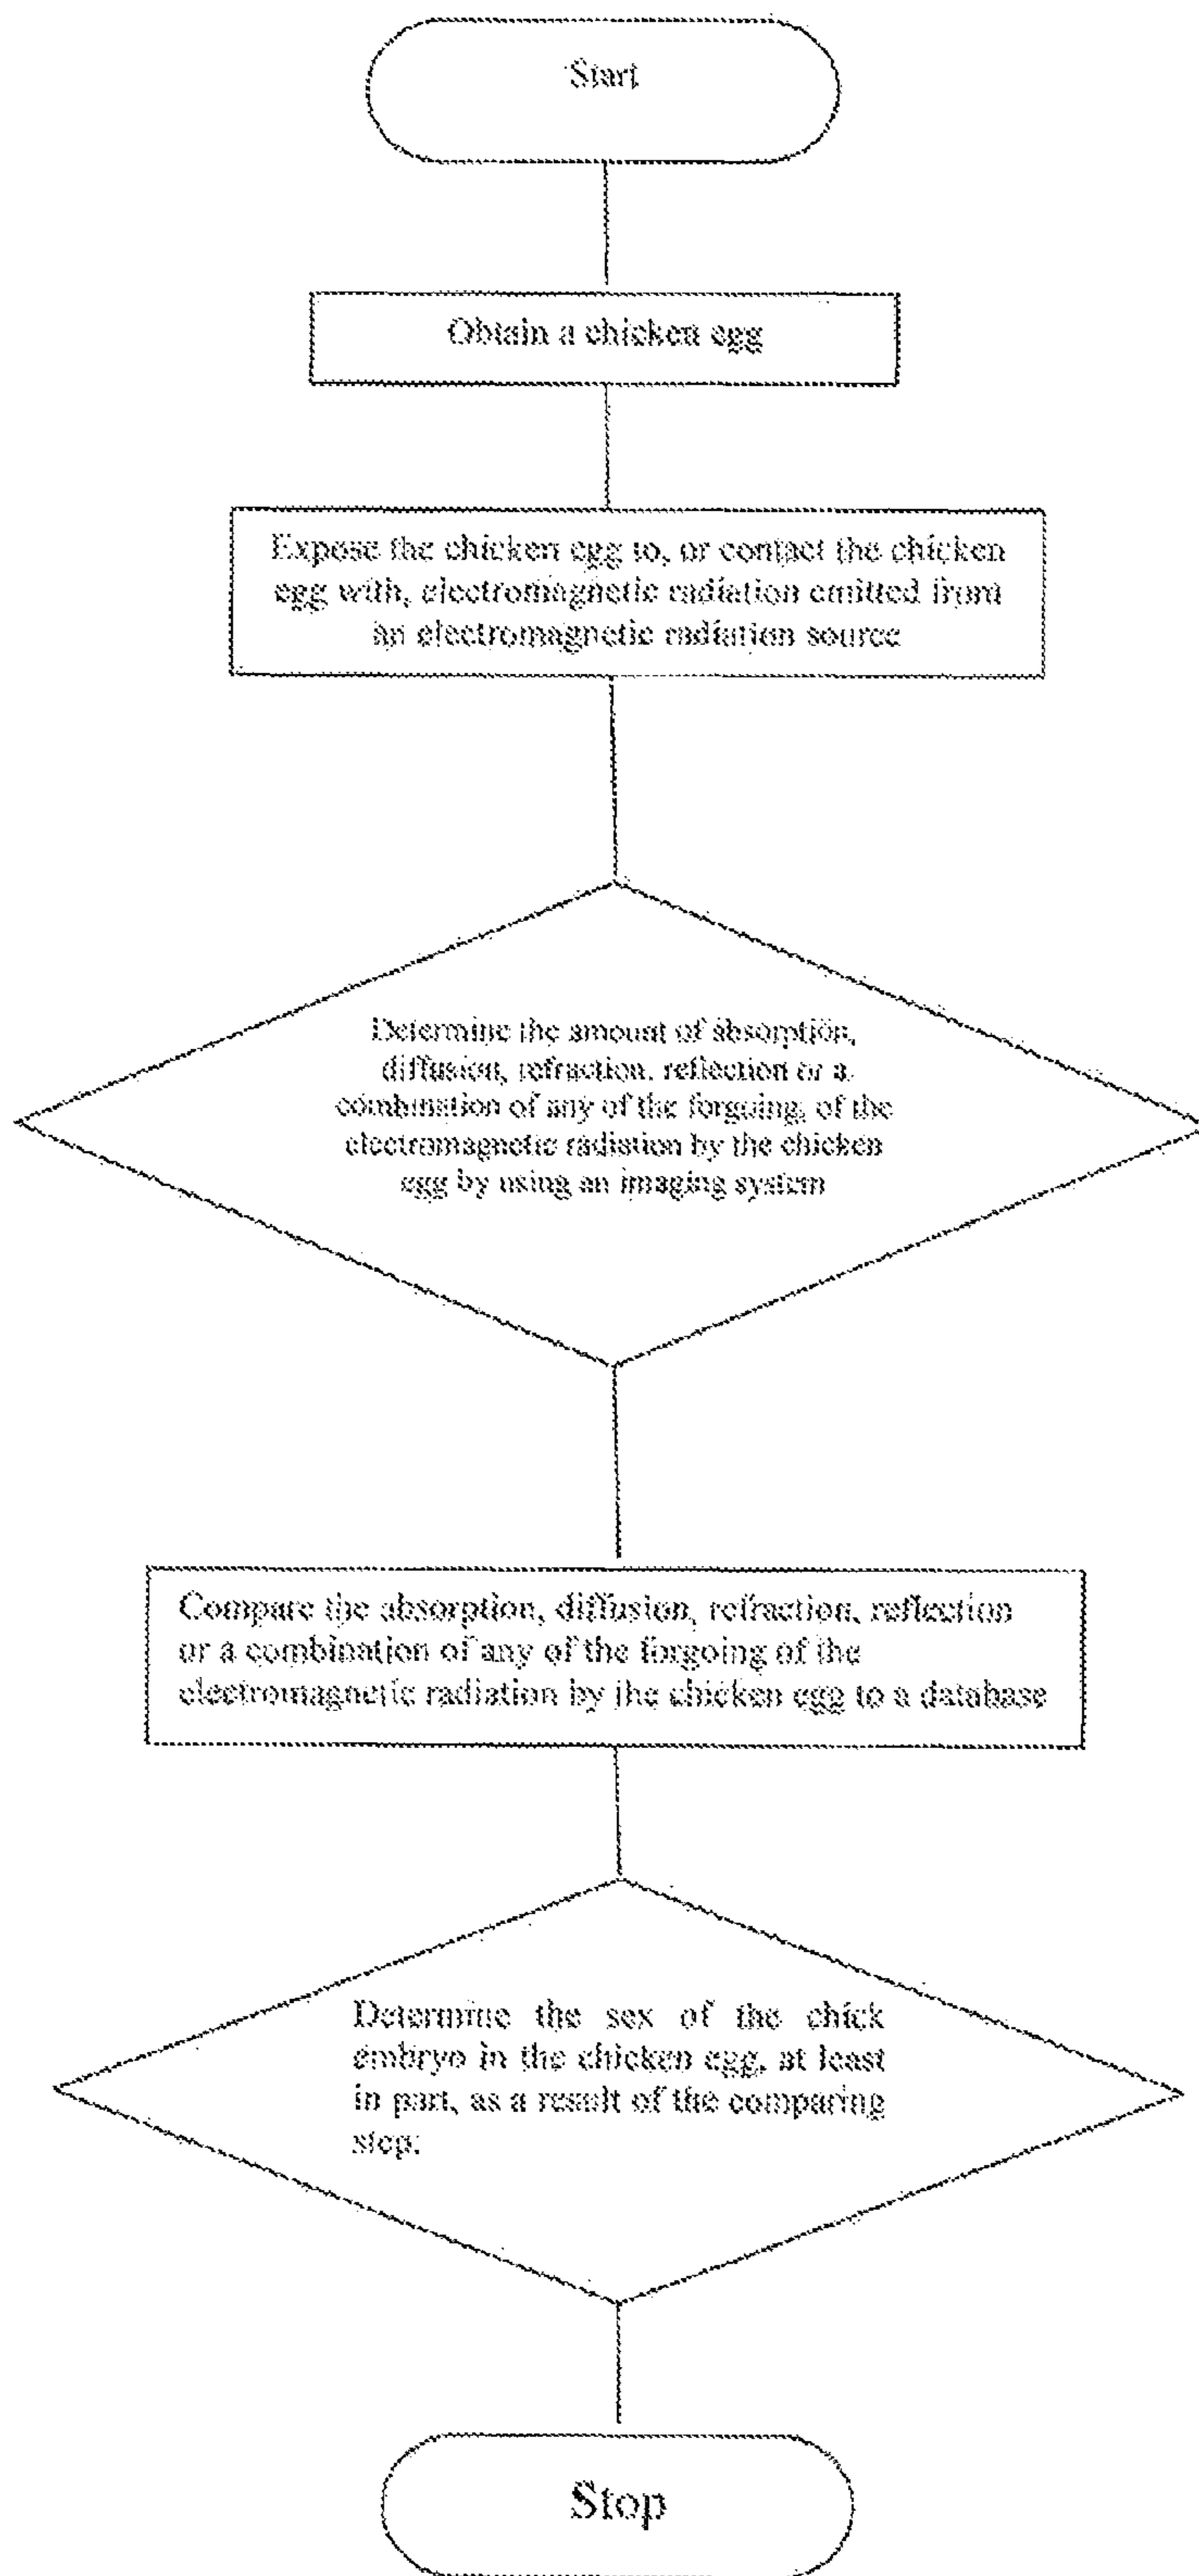 Start
Obtain a chicken egg
Expose the chicken egg to, or contact the chicken
egg with, electromagnetic radiation emitted from
an electromagnetic radiation source
Determine the amount of absorption,
diffusion, refraction, reflection or a
combination of any of the forgoing, of the
electromagnetic radiation by the chicken
egg by using an imaging system
Compare the absorption, diffusion, refraction, reflection
or a combination of any of the forgoing of the
electromagnetic radiation by the chicken egg to a database
Determine the sex of the chick
embryo in the chicken egg, at least
in part, as a result of the comparing
step;
Stop